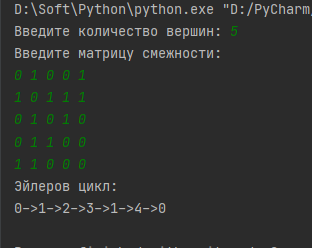 D:\Soft\Python\python.exe "D:/PyCharm
Введите количество вершин: 5
Введите матрицу смежности:
0 1 0 0 1
1 0 1 1 1
0 1 0 1 0
0 1 1 0 0
1 1 0 0 0
Эйлеров цикл:
0->1->2->3->1->4->0